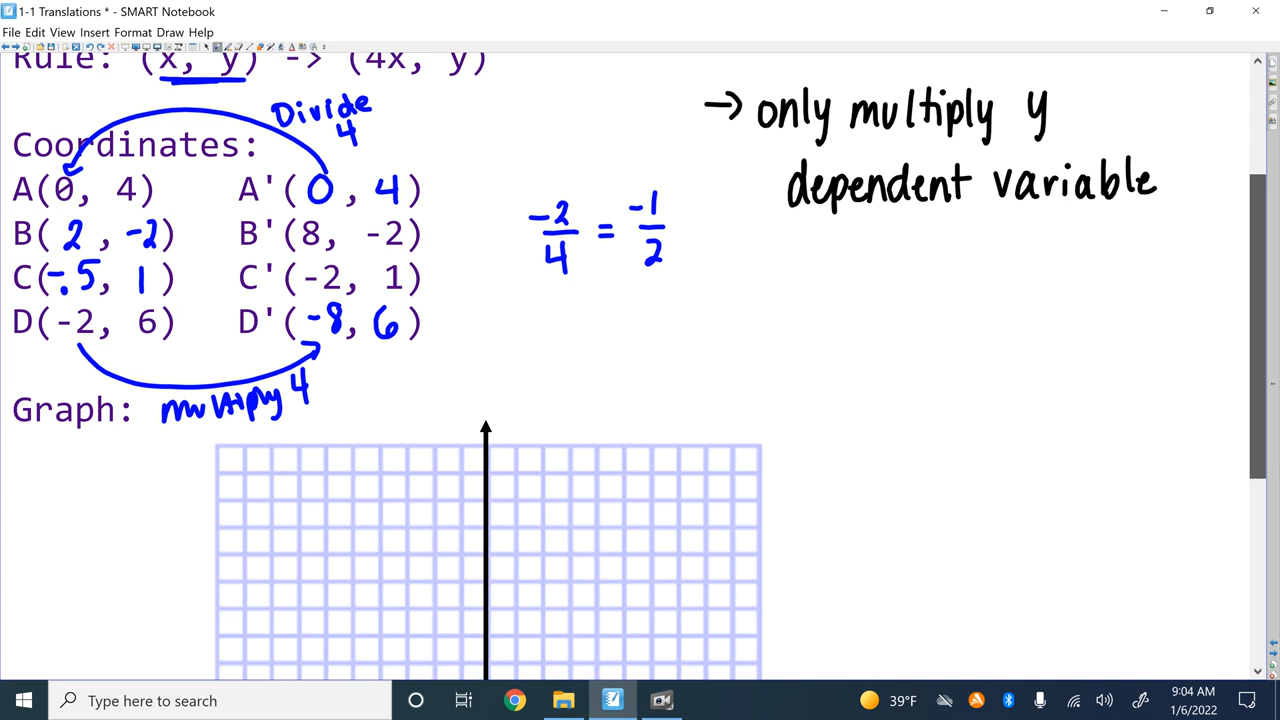 1-1 Translations * - SMART Notebook
File Edit View Insert Format Draw Help
Rule: (x, y) -> (4x, y)
Divide
4
Coordinates:
A(0, 4) A'( 0 , 4 )
B( 2 , -2) B'(8, -2)
C(-.5, 1 ) C'(-2, 1)
D(-2, 6) D'( -8, 6 )
multiply 4
Graph:
-2/4 = -1/2
→ only multiply y
dependent variable
Type here to search
39°F
9:04 AM
1/6/2022